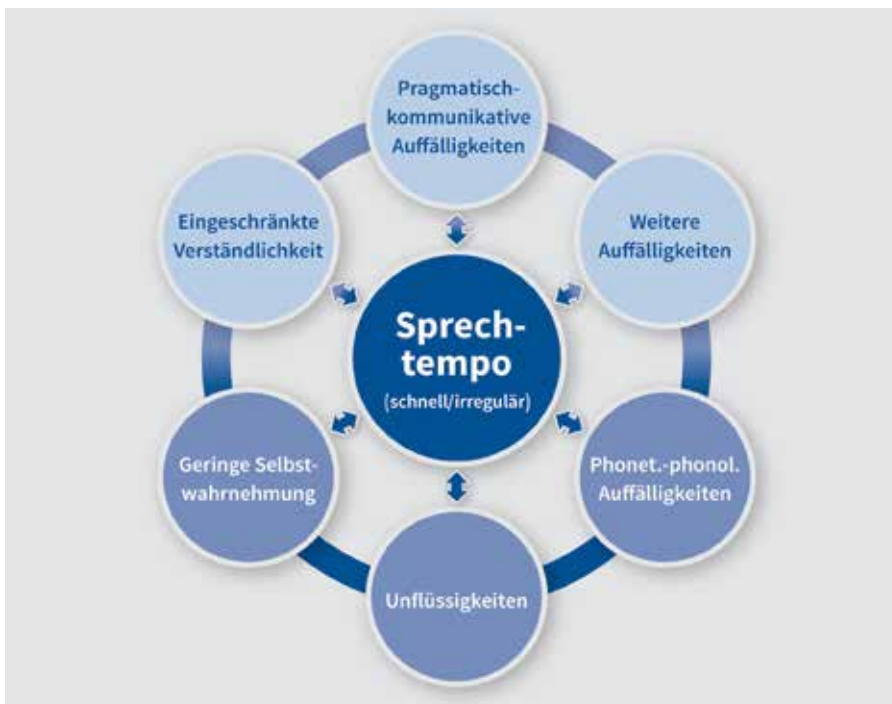 Pragmatisch-
kommunikative
Auffälligkeiten
Eingeschränkte
Verständlichkeit
Weitere
Auffälligkeiten
Sprech-
tempo
(schnell/irregulär)
Geringe Selbst-
wahrnehmung
Phonet.-phonol.
Auffälligkeiten
Unflüssigkeiten